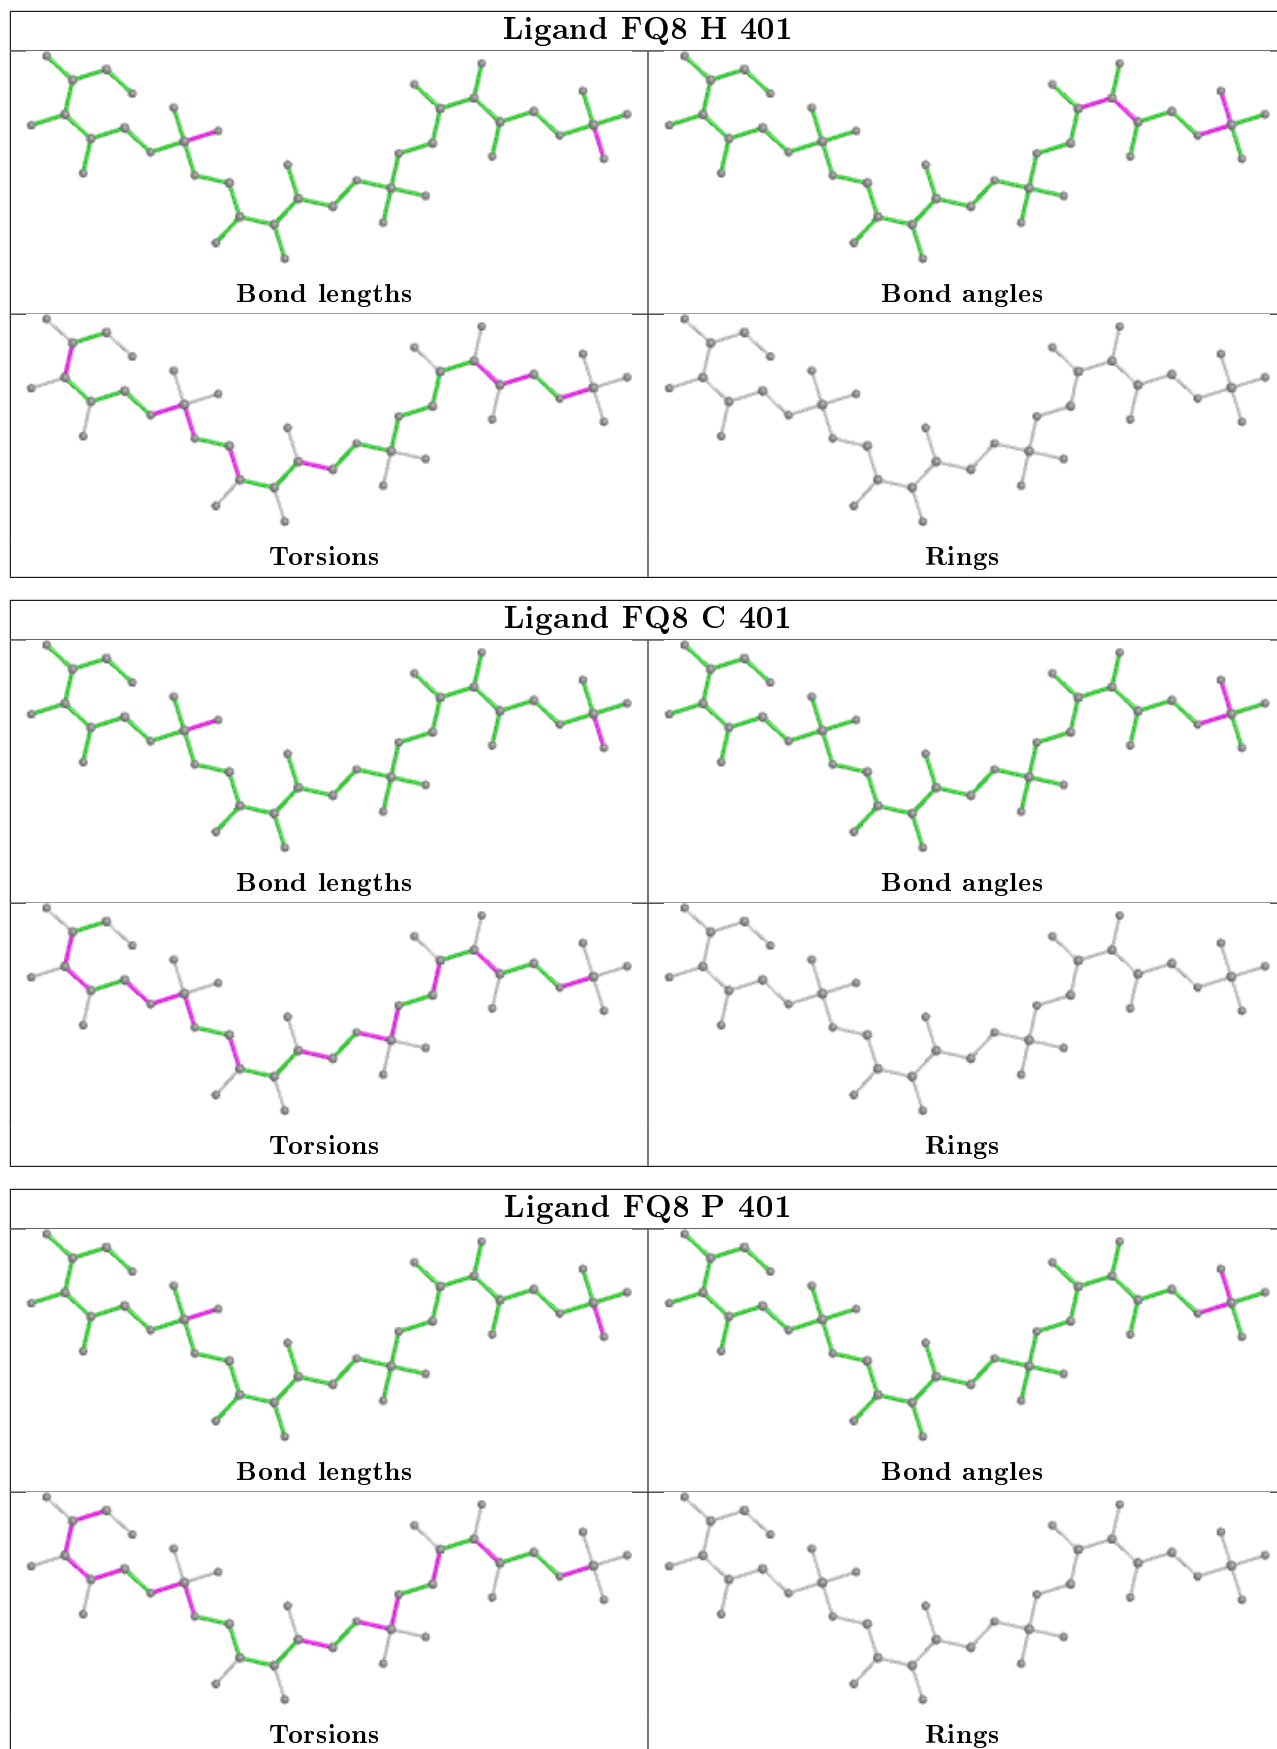 Ligand FQ8 H 401
Bond lengths
Bond angles
Torsions
Rings
Ligand FQ8 C 401
Bond lengths
Bond angles
Torsions
Rings
Ligand FQ8 P 401
Bond lengths
Bond angles
Torsions
Rings